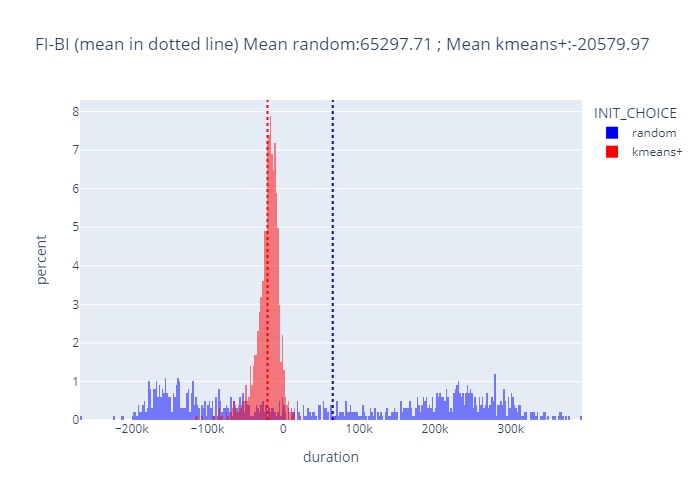 FI-BI (mean in dotted line) Mean random:65297.71 ; Mean kmeans+:-20579.97
INIT_CHOICE
random
kmeans+
8
7
6
5
4
3
2
1
0
percent
−200k
−100k
0
100k
200k
300k
duration